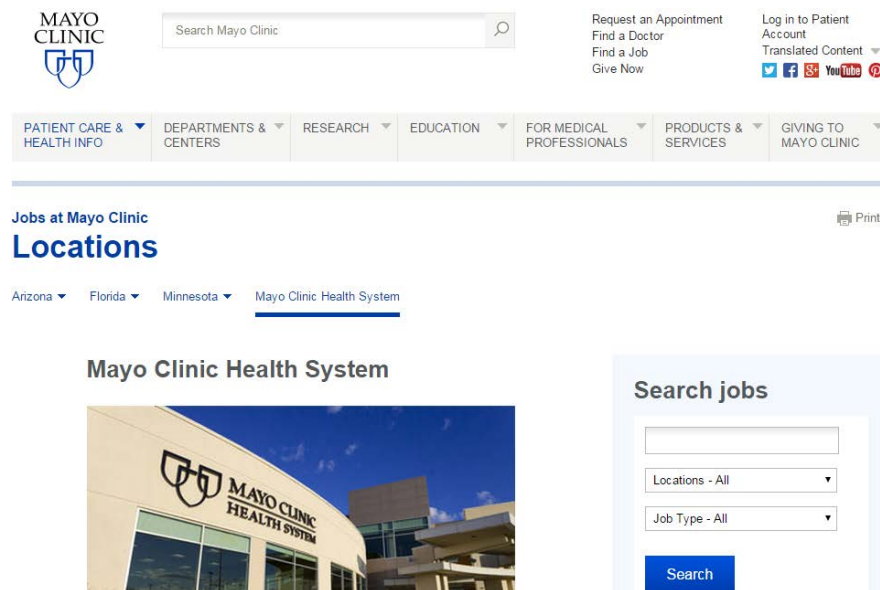 MAYO
CLINIC
Search Mayo Clinic
Request an Appointment
Find a Doctor
Find a Job
Give Now
Log in to Patient
Account
Translated Content
You Tube
PATIENT CARE &
HEALTH INFO
DEPARTMENTS &
CENTERS
RESEARCH
EDUCATION
FOR MEDICAL
PROFESSIONALS
PRODUCTS &
SERVICES
GIVING TO
MAYO CLINIC
Jobs at Mayo Clinic
Print
Locations
Arizona Florida Minnesota Mayo Clinic Health System
Mayo Clinic Health System
MAYO CLINIC
HEALTH SYSTEM
Search jobs
Locations - All
Job Type - All
Search